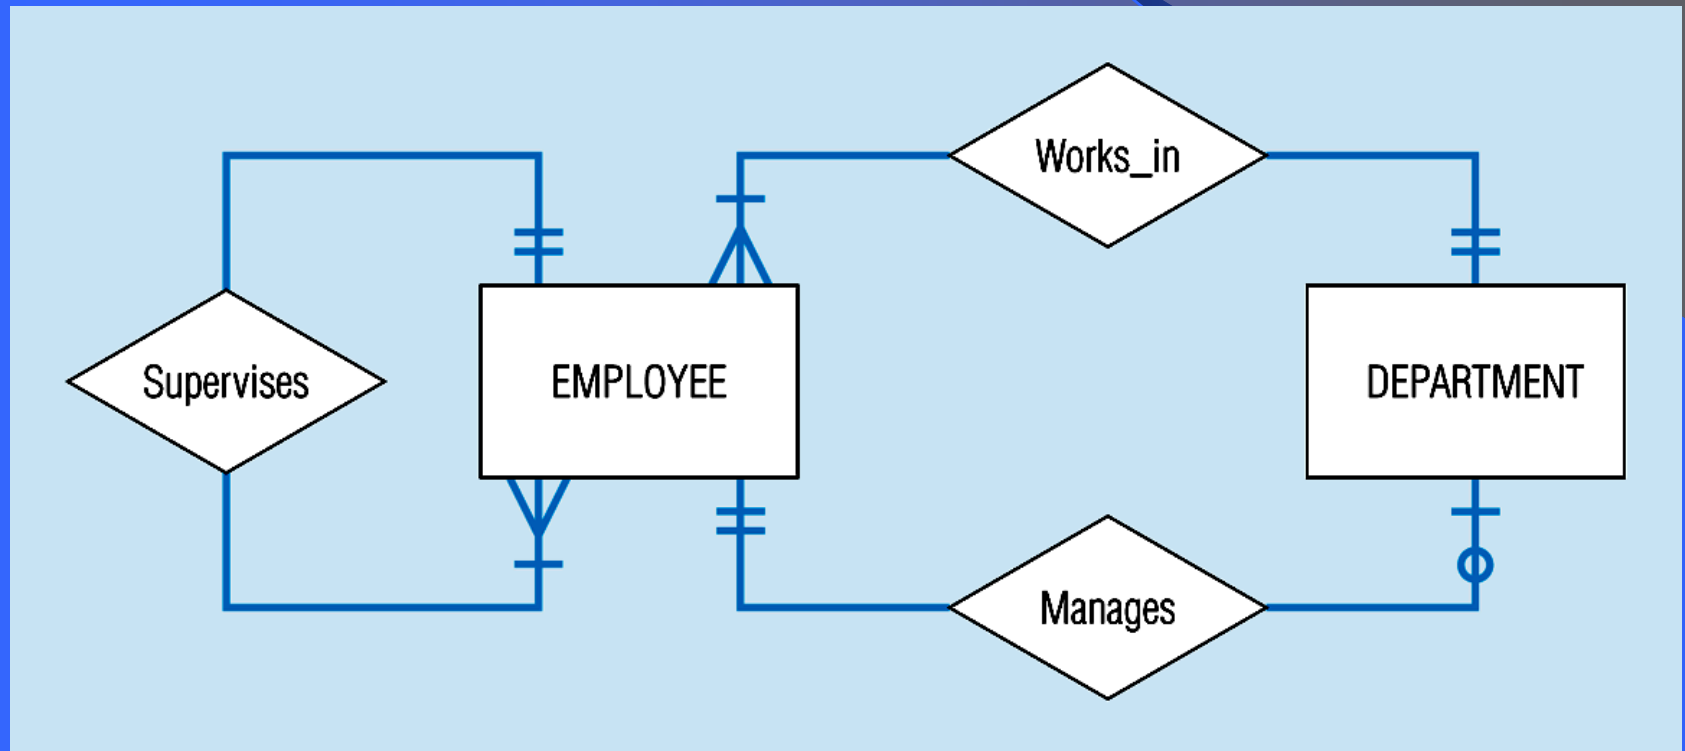 Works_in
Supervises
EMPLOYEE
DEPARTMENT
Manages